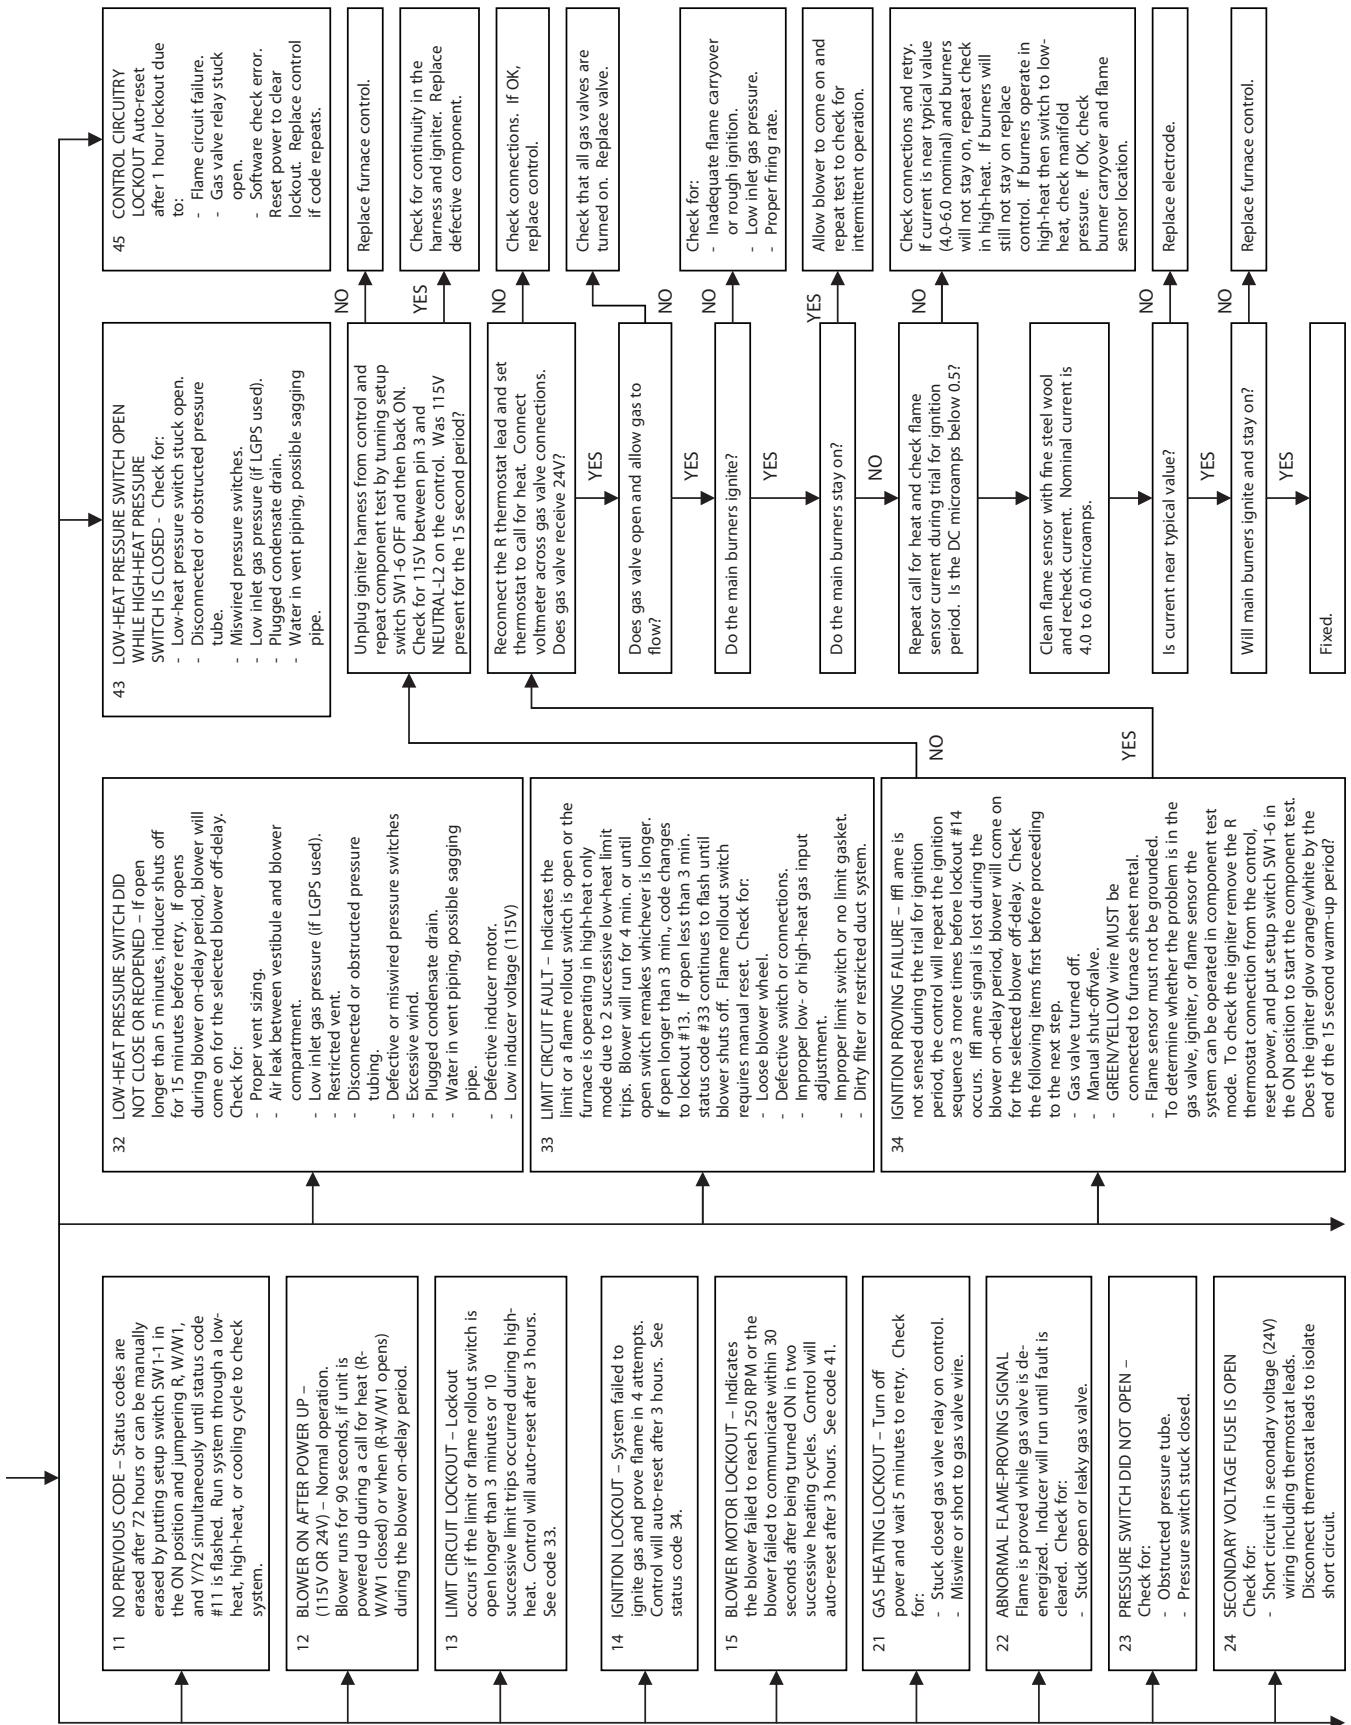 11 NO PREVIOUS CODE – Status codes are
erased after 72 hours or can be manually
erased by putting setup switch SW1-1 in
the ON position and jumpering R, W/W1,
and Y/Y2 simultaneously until status code
#11 is flashed. Run system through a low-
heat, high-heat, or cooling cycle to check
system.
12 BLOWER ON AFTER POWER UP –
(115V OR 24V) – Normal operation.
Blower runs for 90 seconds, if unit is
powered up during a call for heat (R-
W/W1 closed) or when (R-W/W1 opens)
during the blower on-delay period.
13 LIMIT CIRCUIT LOCKOUT – Lockout
occurs if the limit or flame rollout switch is
open longer than 3 minutes or 10
successive limit trips occurred during high-
heat. Control will auto-reset after 3 hours.
See code 33.
14 IGNITION LOCKOUT – System failed to
ignite gas and prove flame in 4 attempts.
Control will auto-reset after 3 hours. See
status code 34.
15 BLOWER MOTOR LOCKOUT – Indicates
the blower failed to reach 250 RPM or the
blower failed to communicate within 30
seconds after being turned ON in two
successive heating cycles. Control will
auto-reset after 3 hours. See code 41.
21 GAS HEATING LOCKOUT – Turn off
power and wait 5 minutes to retry. Check
for:
- Stuck closed gas valve relay on control.
- Miswire or short to gas valve wire.
22 ABNORMAL FLAME-PROVING SIGNAL
Flame is proved while gas valve is de-
energized. Inducer will run until fault is
cleared. Check for:
- Stuck open or leaky gas valve.
23 PRESSURE SWITCH DID NOT OPEN –
Check for:
- Obstructed pressure tube.
- Pressure switch stuck closed.
24 SECONDARY VOLTAGE FUSE IS OPEN
Check for:
- Short circuit in secondary voltage (24V)
wiring including thermostat leads.
Disconnect thermostat leads to isolate
short circuit.
32 LOW-HEAT PRESSURE SWITCH DID
NOT CLOSE OR REOPENED – If open
longer than 5 minutes, inducer shuts off
for 15 minutes before retry. If opens
during blower on-delay period, blower will
come on for the selected blower off-delay.
Check for:
- Proper vent sizing.
- Air leak between vestibule and blower
compartment.
- Low inlet gas pressure (if LGPS used).
- Restricted vent.
- Disconnected or obstructed pressure
tubing.
- Defective or miswired pressure switches
- Excessive wind.
- Plugged condensate drain.
- Water in vent piping, possible sagging
pipe.
- Defective inducer motor.
- Low inducer voltage (115V)
33 LIMIT CIRCUIT FAULT – Indicates the
limit or a flame rollout switch is open or the
furnace is operating in high-heat only
mode due to 2 successive low-heat limit
trips. Blower will run for 4 min. or until
open switch remakes whichever is longer.
If open longer than 3 min., code changes
to lockout #13. If open less than 3 min.
status code #33 continues to flash until
blower shuts off. Flame rollout switch
requires manual reset. Check for:
- Loose blower wheel.
- Defective switch or connections.
- Improper low- or high-heat gas input
adjustment.
- Improper limit switch or no limit gasket.
- Dirty filter or restricted duct system.
34 IGNITION PROVING FAILURE – Iffl ame is
not sensed during the trial for ignition
period, the control will repeat the ignition
sequence 3 more times before lockout #14
occurs. Iffl ame signal is lost during the
blower on-delay period, blower will come on
for the selected blower off-delay. Check
the following items first before proceeding
to the next step.
- Gas valve turned off.
- Manual shut-offvalve.
- GREEN/YELLOW wire MUST be
connected to furnace sheet metal.
- Flame sensor must not be grounded.
To determine whether the problem is in the
gas valve, igniter, or flame sensor the
system can be operated in component test
mode. To check the igniter remove the R
thermostat connection from the control,
reset power, and put setup switch SW1-6 in
the ON position to start the component test.
Does the igniter glow orange/white by the
end of the 15 second warm-up period?
NO
YES
43 LOW-HEAT PRESSURE SWITCH OPEN
WHILE HIGH-HEAT PRESSURE
SWITCH IS CLOSED - Check for:
- Low-heat pressure switch stuck open.
- Disconnected or obstructed pressure
tube.
- Miswired pressure switches.
- Low inlet gas pressure (if LGPS used).
- Plugged condensate drain.
- Water in vent piping, possible sagging
pipe.
Unplug igniter harness from control and
repeat component test by turning setup
switch SW1-6 OFF and then back ON.
Check for 115V between pin 3 and
NEUTRAL-L2 on the control. Was 115V
present for the 15 second period?
NO
YES
Reconnect the R thermostat lead and set
thermostat to call for heat. Connect
voltmeter across gas valve connections.
Does gas valve receive 24V?
NO
YES
Does gas valve open and allow gas to
flow?
NO
YES
Do the main burners ignite?
NO
YES
Do the main burners stay on?
YES
NO
Repeat call for heat and check flame
sensor current during trial for ignition
period. Is the DC microamps below 0.5?
NO
Clean flame sensor with fine steel wool
and recheck current. Nominal current is
4.0 to 6.0 microamps.
Is current near typical value?
NO
YES
Will main burners ignite and stay on?
NO
YES
Fixed.
45 CONTROL CIRCUITRY
LOCKOUT Auto-reset
after 1 hour lockout due
to:
- Flame circuit failure.
- Gas valve relay stuck
open.
- Software check error.
Reset power to clear
lockout. Replace control
if code repeats.
Replace furnace control.
Check for continuity in the
harness and igniter. Replace
defective component.
Check connections. If OK,
replace control.
Check that all gas valves are
turned on. Replace valve.
Check for:
- Inadequate flame carryover
or rough ignition.
- Low inlet gas pressure.
- Proper firing rate.
Allow blower to come on and
repeat test to check for
intermittent operation.
Check connections and retry.
If current is near typical value
(4.0-6.0 nominal) and burners
will not stay on, repeat check
in high-heat. If burners will
still not stay on replace
control. If burners operate in
high-heat then switch to low-
heat, check manifold
pressure. If OK, check
burner carryover and flame
sensor location.
Replace electrode.
Replace furnace control.